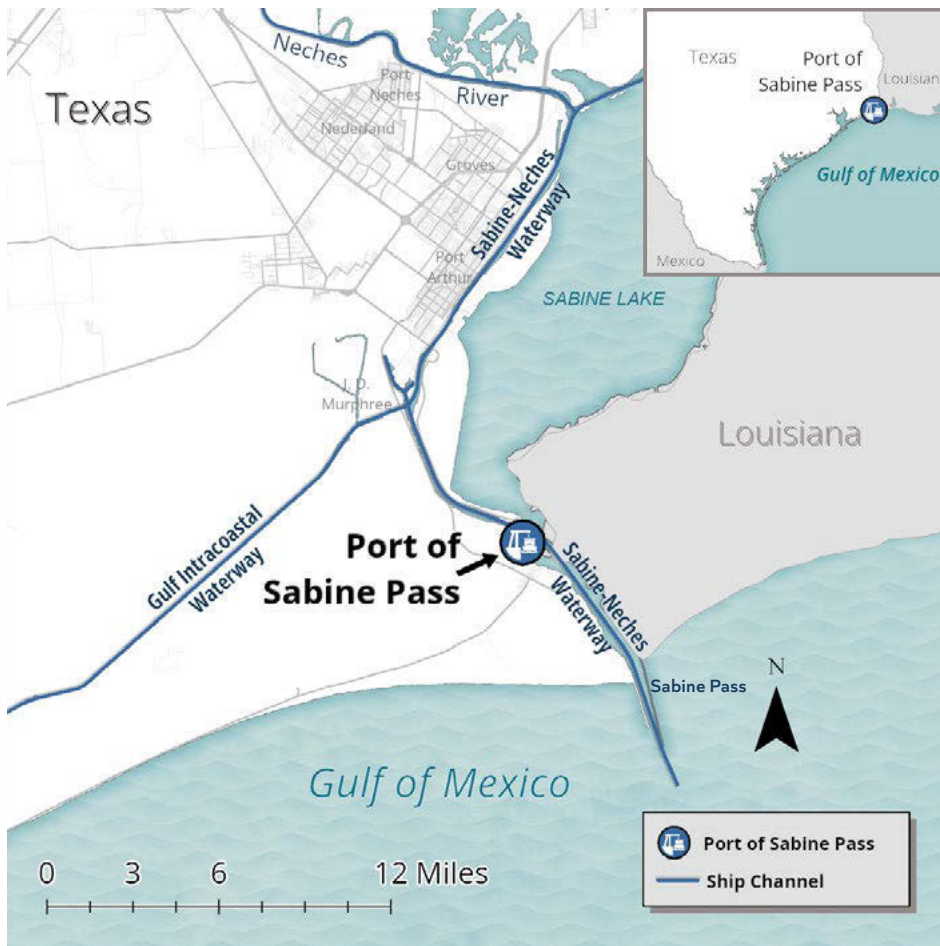 Texas
Neches
River
Port
Neches
Nederland
Groves
Sabine-Neches
Waterway
Port
Arthur
SABINE LAKE
J. D.
Murphree
Louisiana
Gulf Intracoastal
Waterway
Port of
Sabine Pass
Sabine-Neches
Waterway
Sabine Pass
N
Gulf of Mexico
0 3 6 12 Miles
Texas
Port of
Sabine Pass
Louisian
Gulf of Mexico
Mexico
Port of Sabine Pass
Ship Channel